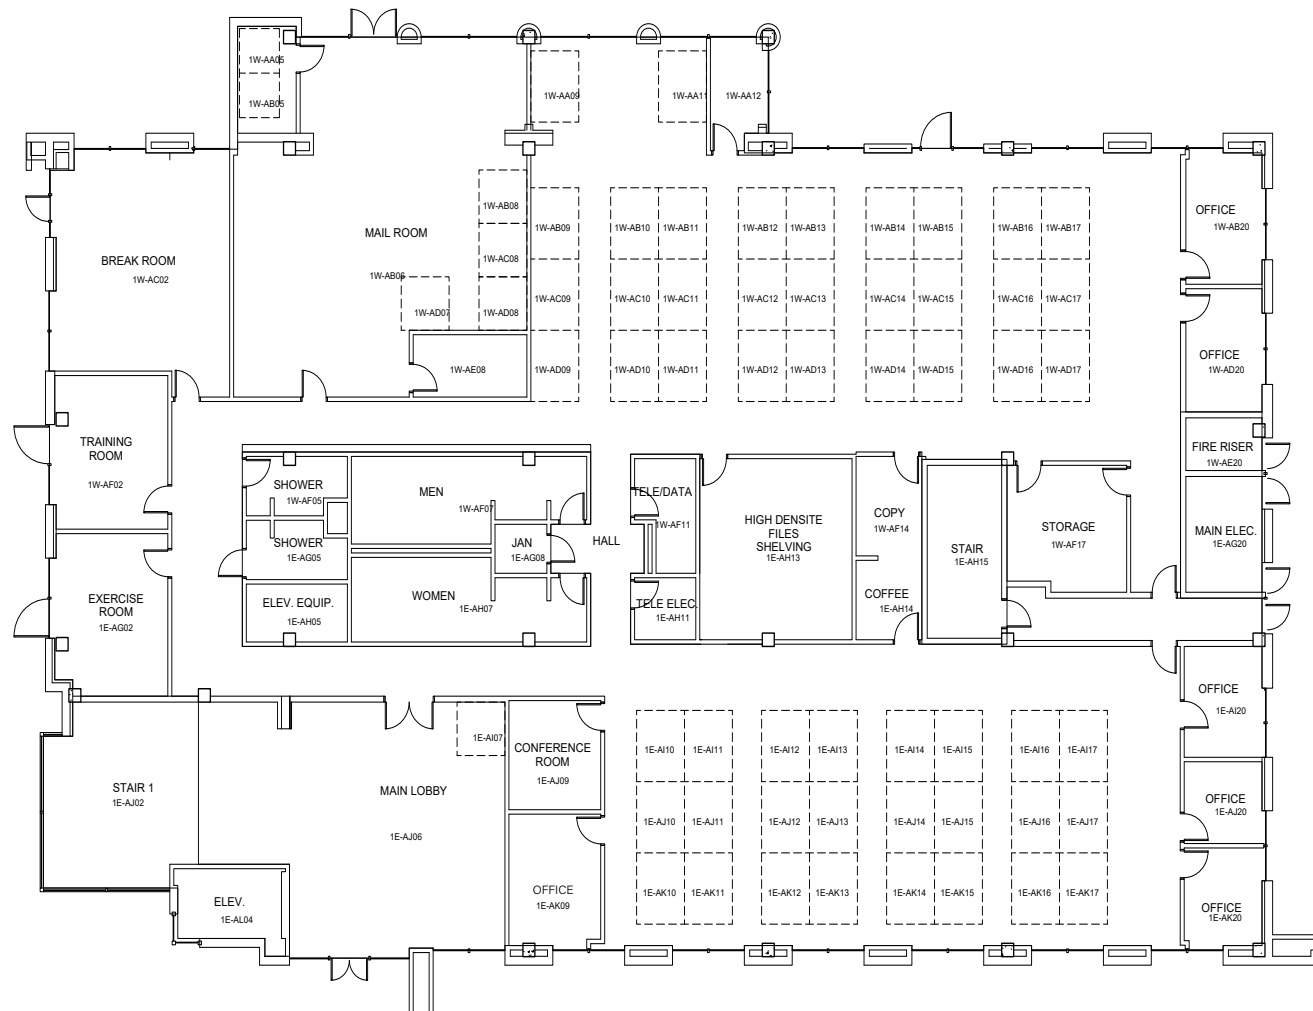 1W-AA05
1W-AB05
1W-AA09
1W-AA11
1W-AA12
1W-AB08
1W-AC08
1W-AD07
1W-AD08
MAIL ROOM
1W-AB06
BREAK ROOM
1W-AC02
1W-AE08
1W-AB09
1W-AB10
1W-AB11
1W-AB12
1W-AB13
1W-AB14
1W-AB15
1W-AB16
1W-AB17
1W-AC09
1W-AC10
1W-AC11
1W-AC12
1W-AC13
1W-AC14
1W-AC15
1W-AC16
1W-AC17
1W-AD09
1W-AD10
1W-AD11
1W-AD12
1W-AD13
1W-AD14
1W-AD15
1W-AD16
1W-AD17
OFFICE
1W-AB20
OFFICE
1W-AD20
FIRE RISER
1W-AE20
MAIN ELEC.
1E-AG20
TRAINING
ROOM
1W-AF02
EXERCISE
ROOM
1E-AG02
SHOWER
1W-AF05
SHOWER
1E-AG05
ELEV. EQUIP.
1E-AH05
MEN
1W-AF07
JAN
1E-AG08
WOMEN
1E-AH07
HALL
TELE/DATA
1W-AF11
TELE ELEC.
1E-AH11
HIGH DENSITE
FILES
SHELVING
1E-AH13
COPY
1W-AF14
COFFEE
1E-AH14
STAIR
1E-AH15
STORAGE
1W-AF17
STAIR 1
1E-AJ02
ELEV.
1E-AL04
MAIN LOBBY
1E-AJ06
1E-AI07
CONFERENCE
ROOM
1E-AJ09
OFFICE
1E-AK09
1E-AI10
1E-AI11
1E-AI12
1E-AI13
1E-AI14
1E-AI15
1E-AI16
1E-AI17
1E-AJ10
1E-AJ11
1E-AJ12
1E-AJ13
1E-AJ14
1E-AJ15
1E-AJ16
1E-AJ17
1E-AK10
1E-AK11
1E-AK12
1E-AK13
1E-AK14
1E-AK15
1E-AK16
1E-AK17
OFFICE
1E-AI20
OFFICE
1E-AJ20
OFFICE
1E-AK20